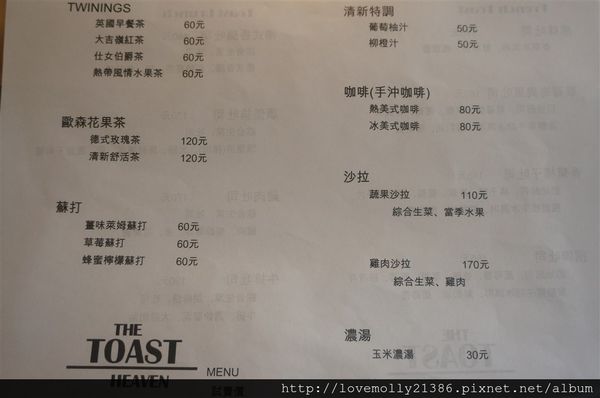 TWININGS
英國早餐茶 60元
大吉嶺紅茶 60元
仕女伯爵茶 60元
熱帶風情水果茶 60元
歐森花果茶
德式玫瑰茶 120元
清新舒活茶 120元
蘇打
薑味萊姆蘇打 60元
草莓蘇打 60元
蜂蜜檸檬蘇打 60元
THE
TOAST
HEAVEN
MENU
試賣價
清新特調
葡萄柚汁 50元
柳橙汁 50元
咖啡(手沖咖啡)
熱美式咖啡 80元
冰美式咖啡 80元
沙拉
蔬果沙拉 110元
綜合生菜、當季水果
雞肉沙拉 170元
綜合生菜、雞肉
濃湯
玉米濃湯 30元
http://lovemolly21386.pixnet.net/album